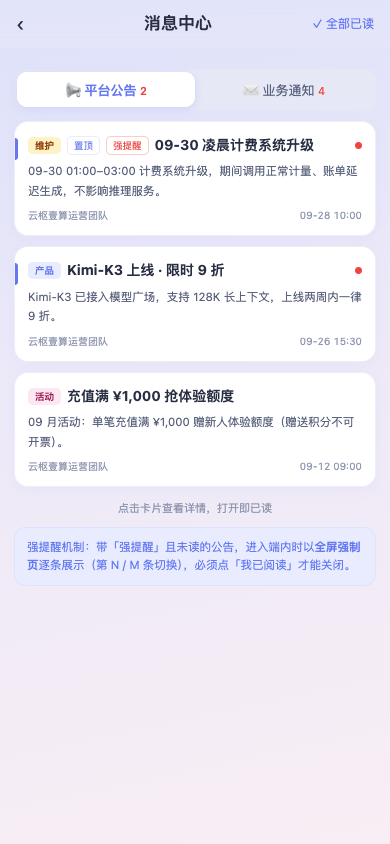 ‹ 消息中心 ✓ 全部已读
📢 平台公告 2 ✉️ 业务通知 4
维护 置顶 强提醒 09-30 凌晨计费系统升级
09-30 01:00–03:00 计费系统升级，期间调用正常计量、账单延
迟生成，不影响推理服务。
云枢壹算运营团队 09-28 10:00
产品 Kimi-K3 上线 · 限时 9 折
Kimi-K3 已接入模型广场，支持 128K 长上下文，上线两周内一律
9 折。
云枢壹算运营团队 09-26 15:30
活动 充值满 ¥1,000 抢体验额度
09 月活动：单笔充值满 ¥1,000 赠新人体验额度（赠送积分不可
开票）。
云枢壹算运营团队 09-12 09:00
点击卡片查看详情，打开即已读
强提醒机制：带「强提醒」且未读的公告，进入端内时以全屏强制
页逐条展示（第 N / M 条切换），必须点「我已阅读」才能关闭。